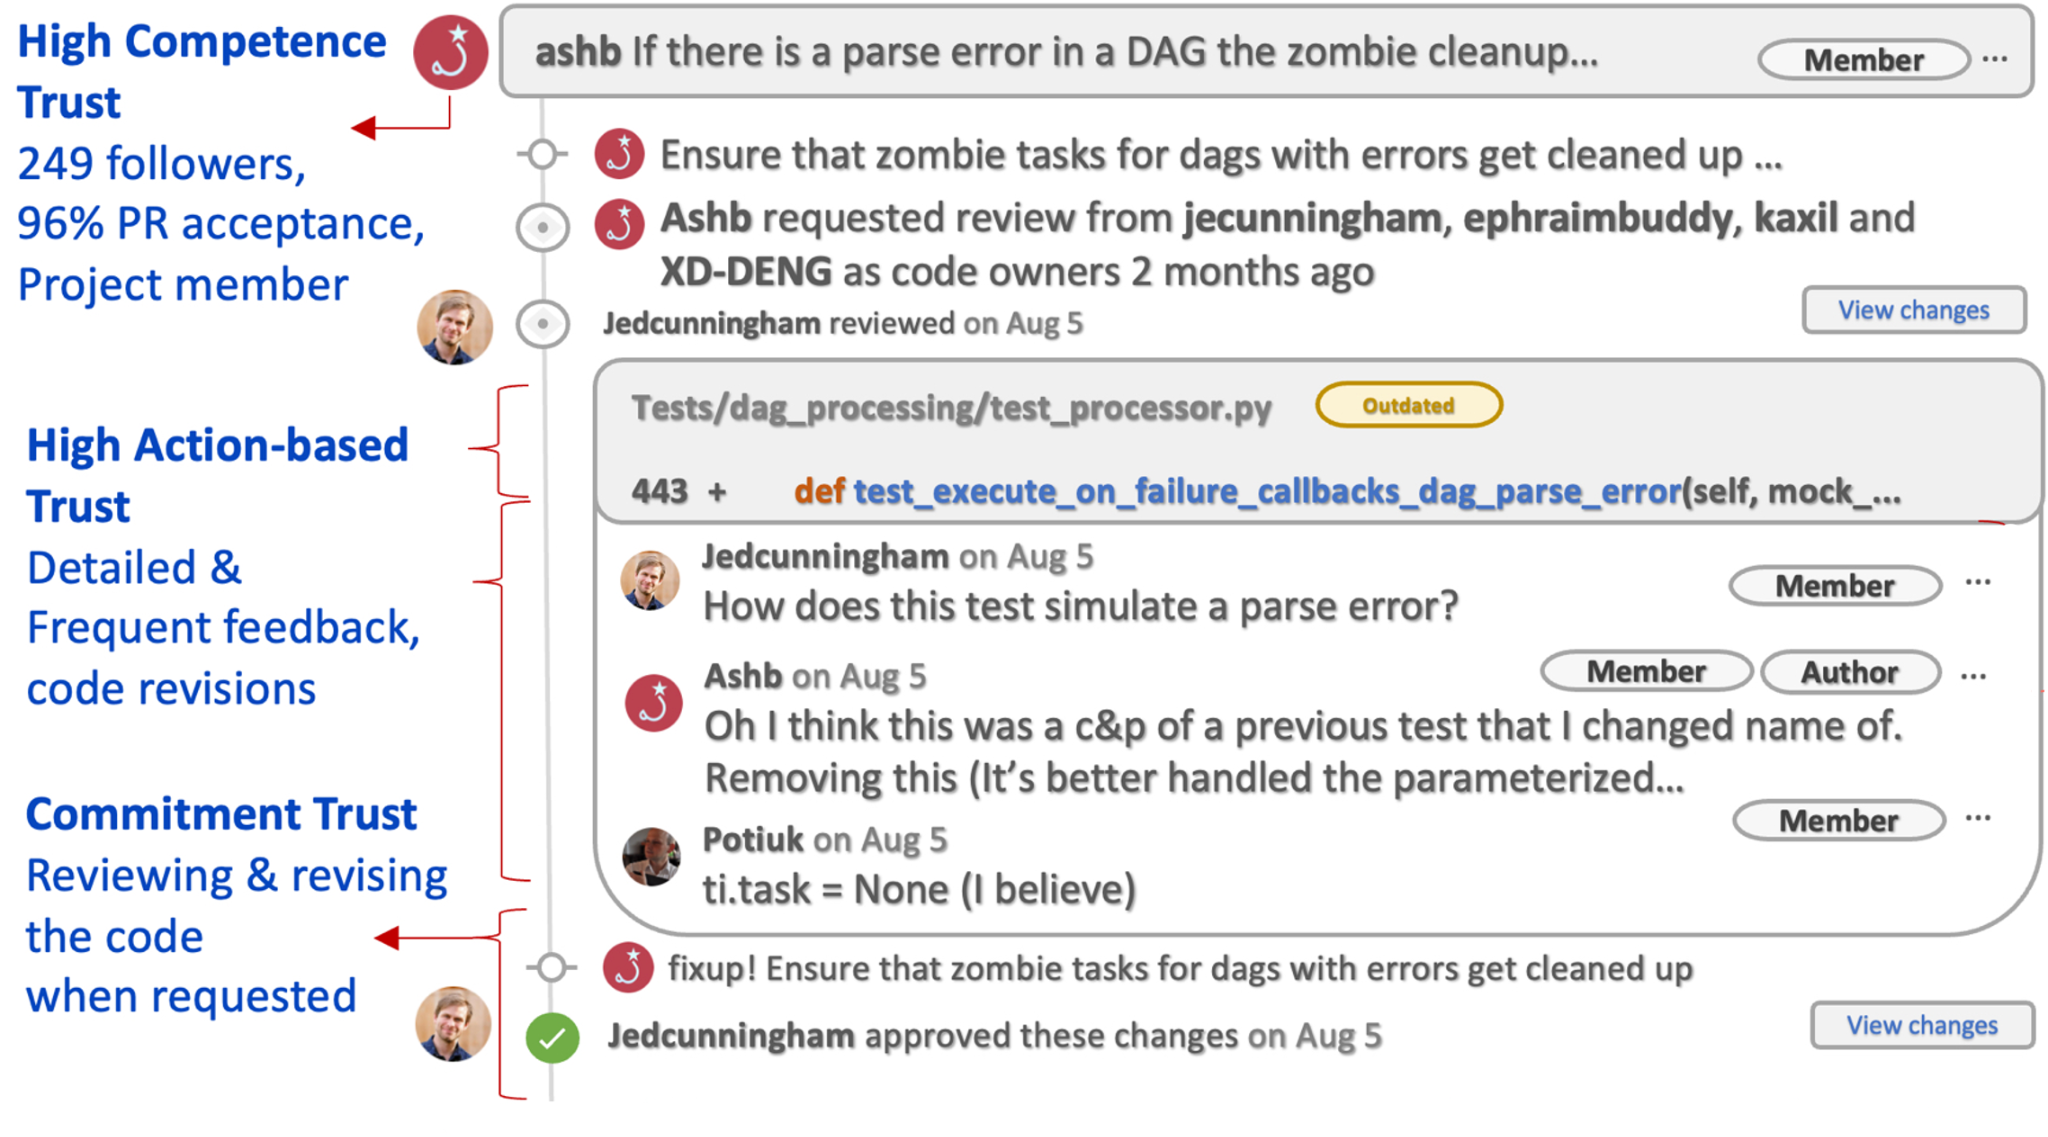 High Competence
Trust
249 followers,
96% PR acceptance,
Project member
ashb If there is a parse error in a DAG the zombie cleanup...
Member ...
Ensure that zombie tasks for dags with errors get cleaned up ...
Ashb requested review from jecunningham, ephraimbuddy, kaxil and
XD-DENG as code owners 2 months ago
Jedcunningham reviewed on Aug 5
View changes
High Action-based
Trust
Detailed &
Frequent feedback,
code revisions
Tests/dag_processing/test_processor.py
Outdated
443 + def test_execute_on_failure_callbacks_dag_parse_error(self, mock_...
Jedcunningham on Aug 5
Member ...
How does this test simulate a parse error?
Ashb on Aug 5
Member Author ...
Oh I think this was a c&p of a previous test that I changed name of.
Removing this (It's better handled the parameterized...
Potiuk on Aug 5
Member ...
ti.task = None (I believe)
Commitment Trust
Reviewing & revising
the code
when requested
fixup! Ensure that zombie tasks for dags with errors get cleaned up
Jedcunningham approved these changes on Aug 5
View changes